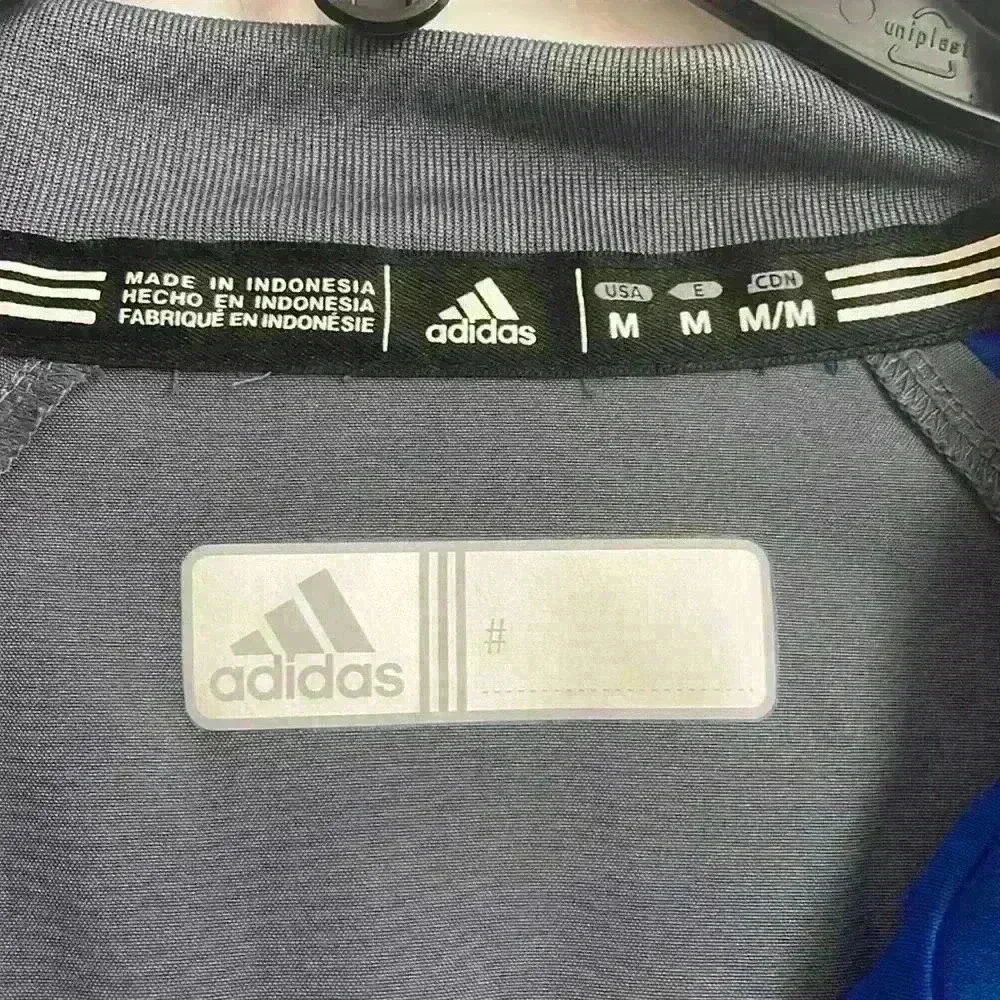 uniplast
MADE IN INDONESIA
HECHO EN INDONESIA
FABRIQUÉ EN INDONÉSIE
adidas
USA E CDN
M M M/M
adidas
#